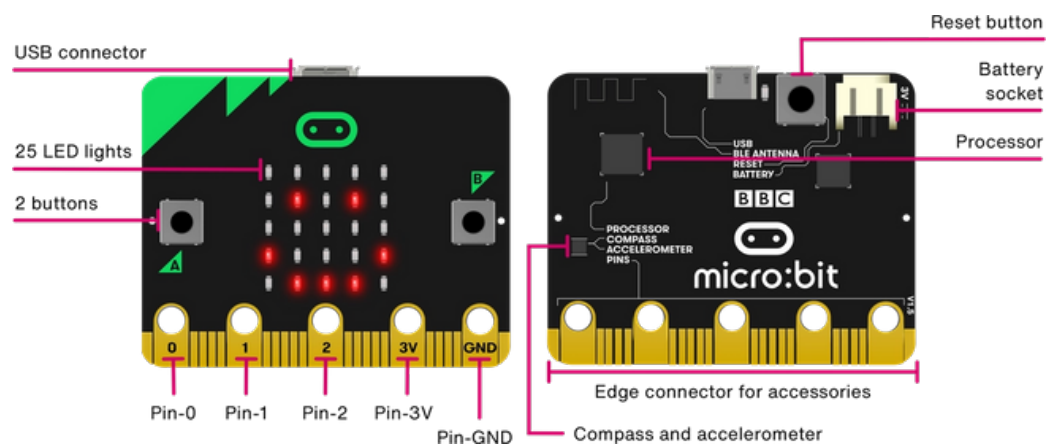 USB connector
25 LED lights
2 buttons
A
B
0
1
2
3V
GND
Pin-0
Pin-1
Pin-2
Pin-3V
Pin-GND
Reset button
Battery
socket
Processor
3V
USB
BLE ANTENNA
RESET
BATTERY
BBC
PROCESSOR
COMPASS
ACCELEROMETER
PINS
micro:bit
V1.5
Edge connector for accessories
Compass and accelerometer